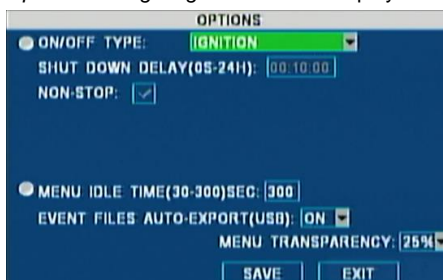 OPTIONS
ON/OFF TYPE: IGNITION
SHUT DOWN DELAY(0S-24H): 00:10:00
NON-STOP:
MENU IDLE TIME(30-300)SEC: 300
EVENT FILES AUTO-EXPORT(USB): ON
MENU TRANSPARENCY: 25%
SAVE EXIT